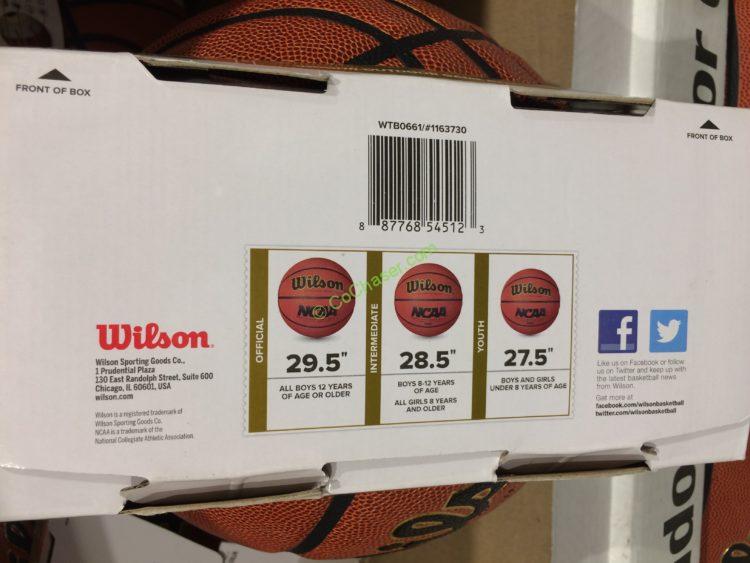 FRONT OF BOX
FRONT OF BOX
WTB0661/#1163730
8 87768 54512 3
OFFICIAL
Wilson
NCAA
29.5"
ALL BOYS 12 YEARS
OF AGE OR OLDER
INTERMEDIATE
Wilson
NCAA
28.5"
BOYS 8-12 YEARS
OF AGE
ALL GIRLS 8 YEARS
AND OLDER
YOUTH
Wilson
NCAA
27.5"
BOYS AND GIRLS
UNDER 8 YEARS OF AGE
© CoChaser.com
Wilson.
Wilson Sporting Goods Co.,
1 Prudential Plaza
130 East Randolph Street, Suite 600
Chicago, IL 60601, USA
wilson.com
Wilson is a registered trademark of
Wilson Sporting Goods Co.
NCAA is a trademark of the
National Collegiate Athletic Association.
f
Like us on Facebook or follow
us on Twitter and keep up with
the latest basketball news
from Wilson.
Get more at
facebook.com/wilsonbasketball
twitter.com/wilsonbasketball